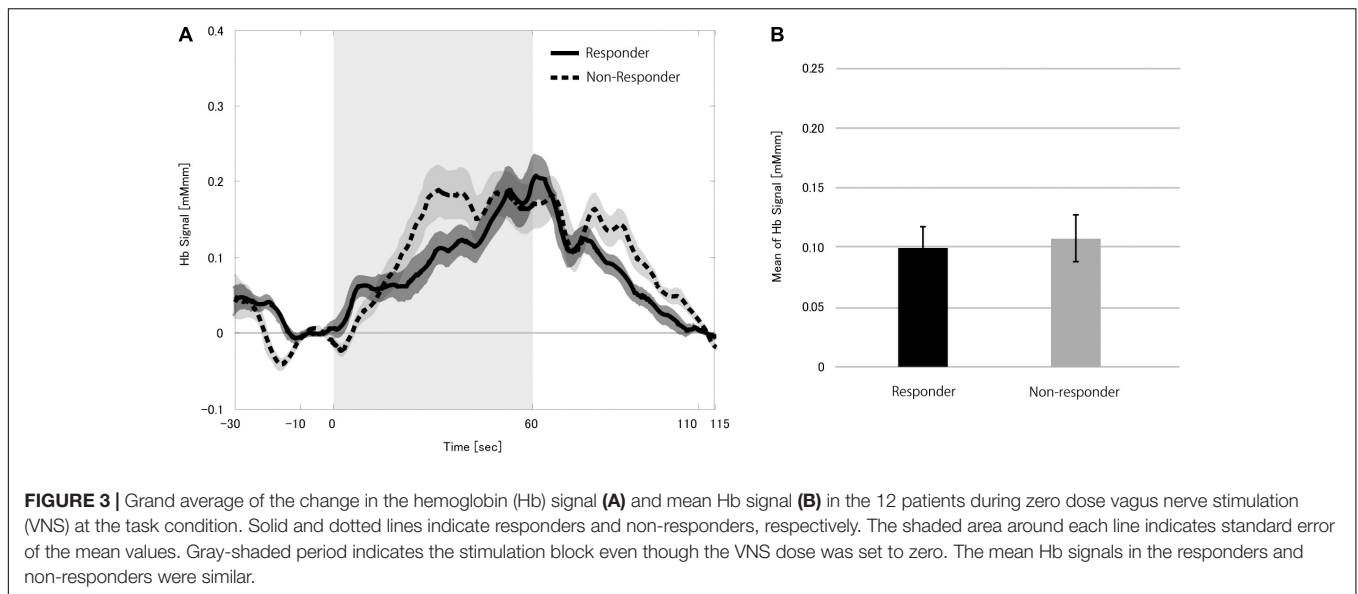 A
Hb Signal [mMmm]
0.4
0.3
0.2
0.1
0
−0.1
−30
−10
0
60
110
115
Time [sec]
Responder
Non-Responder
B
Mean of Hb Signal [mMmm]
0.25
0.20
0.15
0.10
0.05
0
Responder
Non-responder
FIGURE 3 | Grand average of the change in the hemoglobin (Hb) signal (A) and mean Hb signal (B) in the 12 patients during zero dose vagus nerve stimulation
(VNS) at the task condition. Solid and dotted lines indicate responders and non-responders, respectively. The shaded area around each line indicates standard error
of the mean values. Gray-shaded period indicates the stimulation block even though the VNS dose was set to zero. The mean Hb signals in the responders and
non-responders were similar.